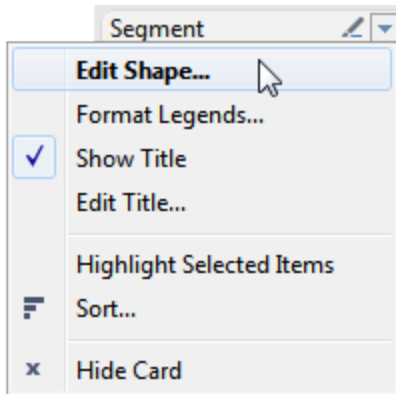 Segment
Edit Shape...
Format Legends...
Show Title
Edit Title...
Highlight Selected Items
Sort...
Hide Card